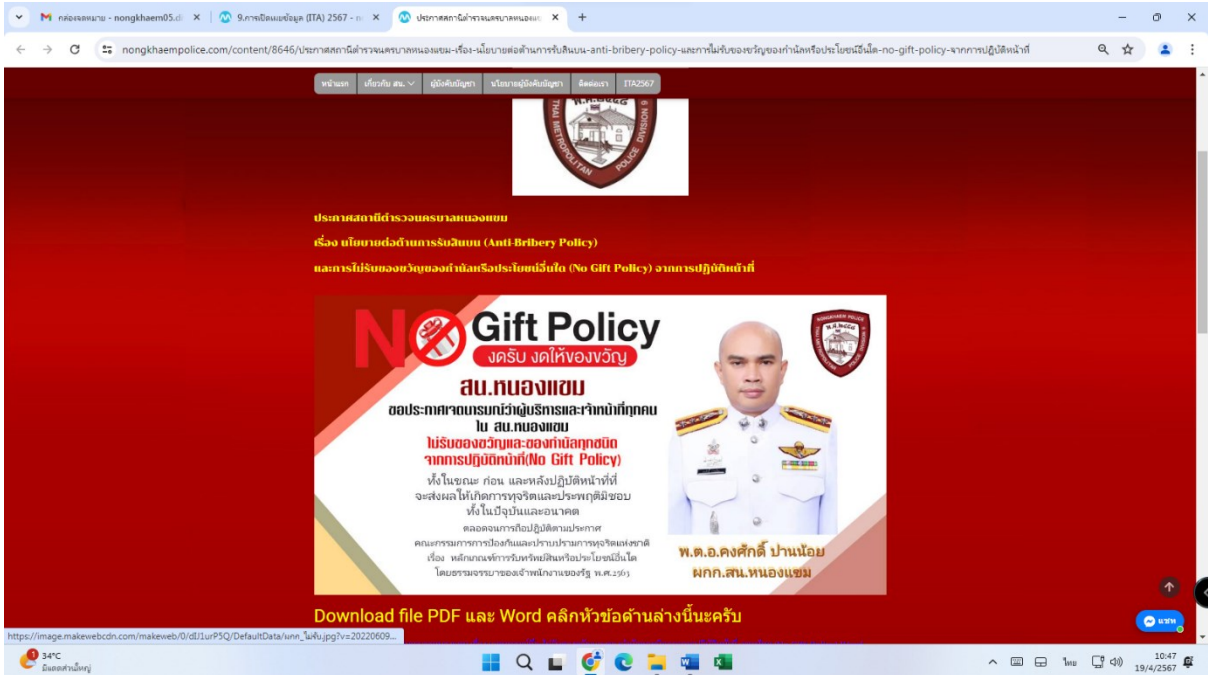 กล่องจดหมาย - nongkhaem05.d
9.การเปิดเผยข้อมูล (ITA) 2567 - ก
ประกาศสถานีตำรวจนครบาลหนองแ
nongkhaempolice.com/content/8646/ประกาศสถานีตำรวจนครบาลหนองแขม-เรื่อง-นโยบายต่อต้านการรับสินบน-anti-bribery-policy-และการไม่รับของขวัญของกำนัลหรือประโยชน์อื่นใด-no-gift-policy-จากการปฏิบัติหน้าที่
หน้าแรก เกี่ยวกับ สน. ผู้บังคับบัญชา นโยบายผู้บังคับบัญชา ติดต่อเรา ITA2567
THAI METROPOLITAN POLICE DIVISION 9
ประกาศสถานีตำรวจนครบาลหนองแขม
เรื่อง นโยบายต่อต้านการรับสินบน (Anti-Bribery Policy)
และการไม่รับของขวัญของกำนัลหรือประโยชน์อื่นใด (No Gift Policy) จากการปฏิบัติหน้าที่
NO Gift Policy
งดรับ งดให้ของขวัญ
สน.หนองแขม
ขอประกาศเจตนารมณ์ว่าผู้บริหารและเจ้าหน้าที่ทุกคน
ใน สน.หนองแขม
ไม่รับของขวัญและของกำนัลทุกชนิด
จากการปฏิบัติหน้าที่(No Gift Policy)
ทั้งในขณะ ก่อน และหลังปฏิบัติหน้าที่ที่
จะส่งผลให้เกิดการทุจริตและประพฤติมิชอบ
ทั้งในปัจุบันและอนาคต
ตลอดจนการถือปฏิบัติตามประกาศ
คณะกรรมการการป้องกันและปราบปรามการทุจริตแห่งชาติ
เรื่อง หลักเกณฑ์การรับทรัพย์สินหรือประโยชน์อื่นใด
โดยธรรมจรรยาของเจ้าพนักงานของรัฐ พ.ศ.2563
พ.ต.อ.คงศักดิ์ ปานน้อย
ผกก.สน.หนองแขม
Download file PDF และ Word คลิกหัวข้อด้านล่างนี้นะครับ
แชท
https://image.makewebcdn.com/makeweb/0/dIJ1urP5Q/DefaultData/ผกก_ไม่รับ.jpg?v=20220609...
34°C
มีแดดส่วนใหญ่
ไทย
10:47
19/4/2567